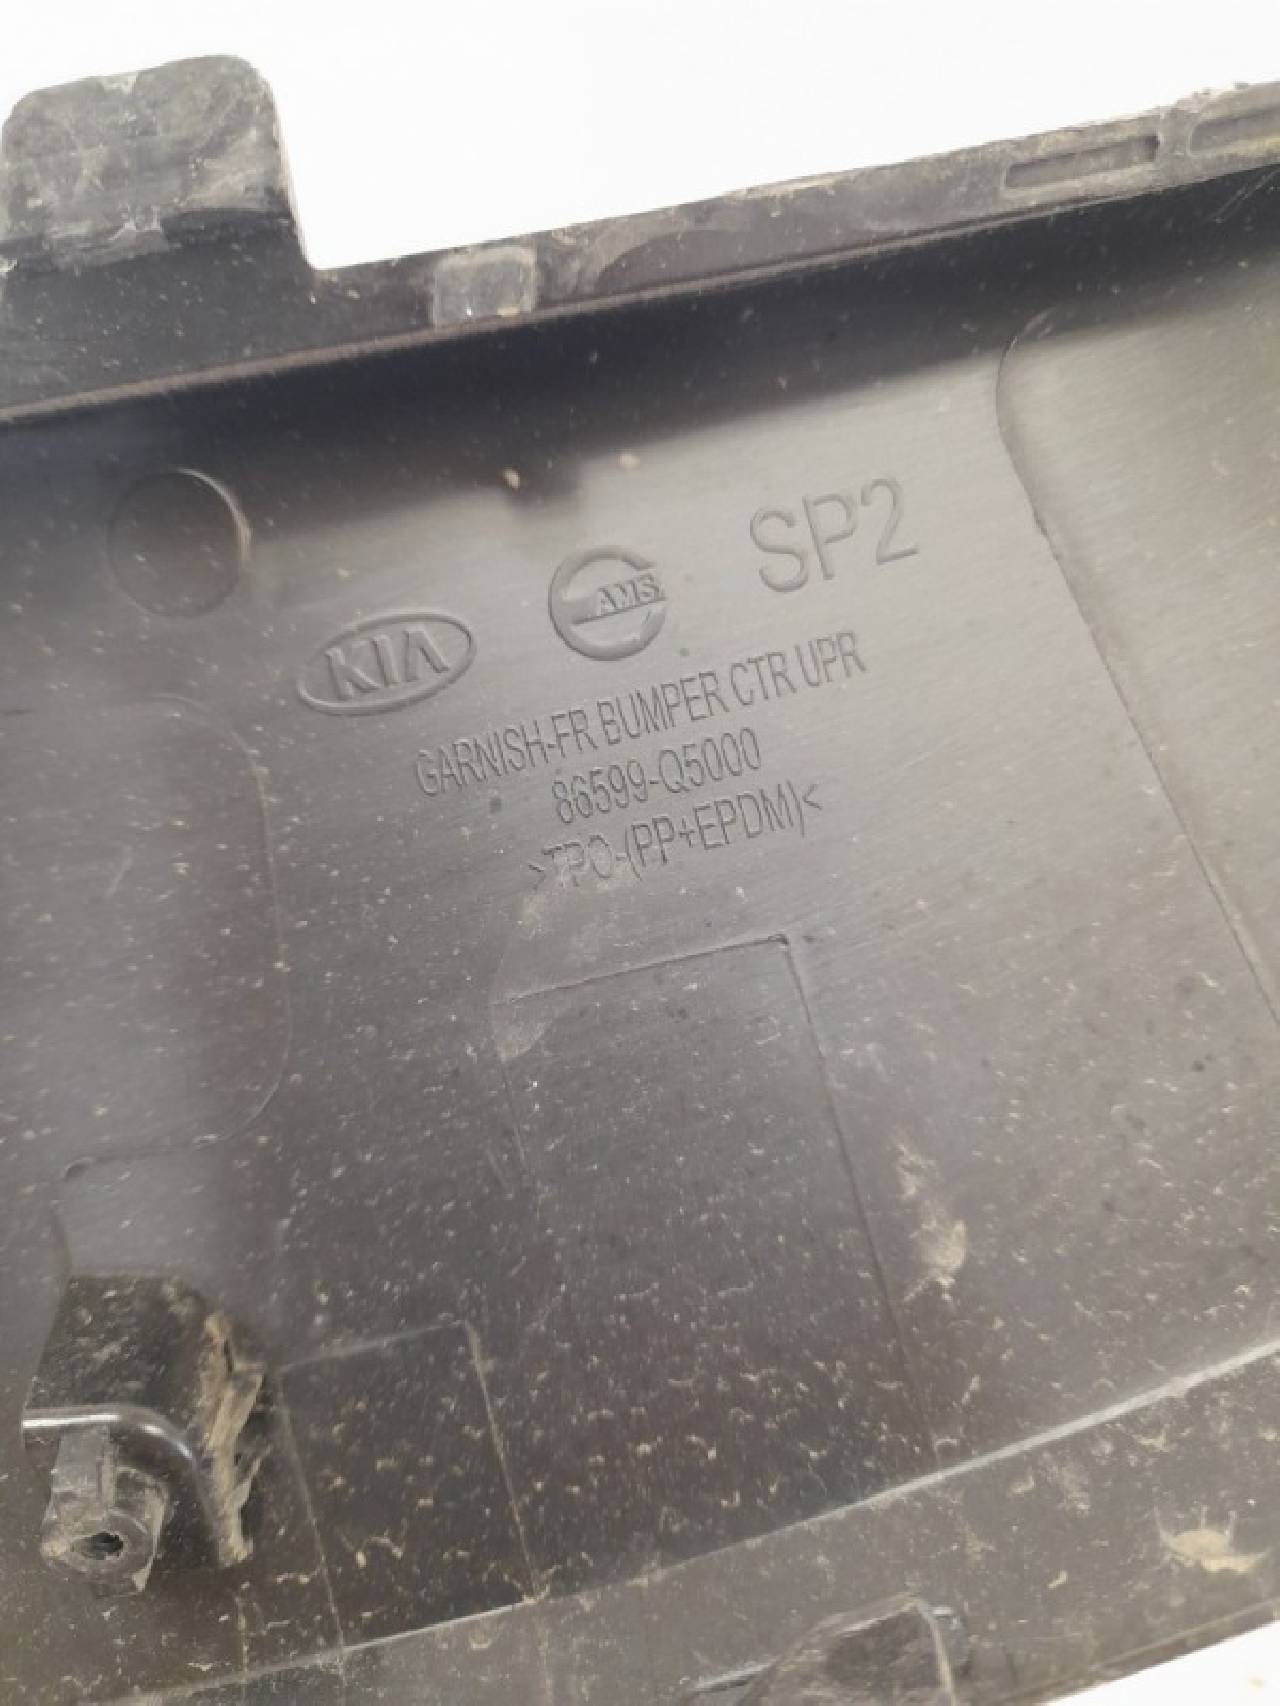 SP2
AMS
KIA
GARNISH-FR BUMPER CTR UPR
86599-Q5000
>TPO-(PP+EPDM)<